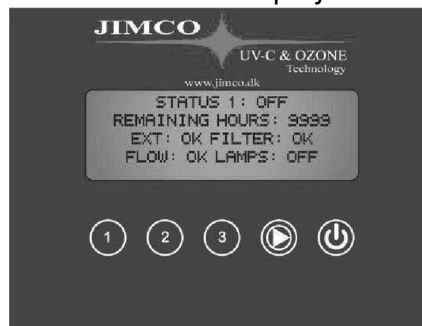 JIMCO
UV-C & OZONE
Technology
www.jimco.dk
STATUS 1: OFF
REMAINING HOURS: 9999
EXT: OK FILTER: OK
FLOW: OK LAMPS: OFF
1 2 3